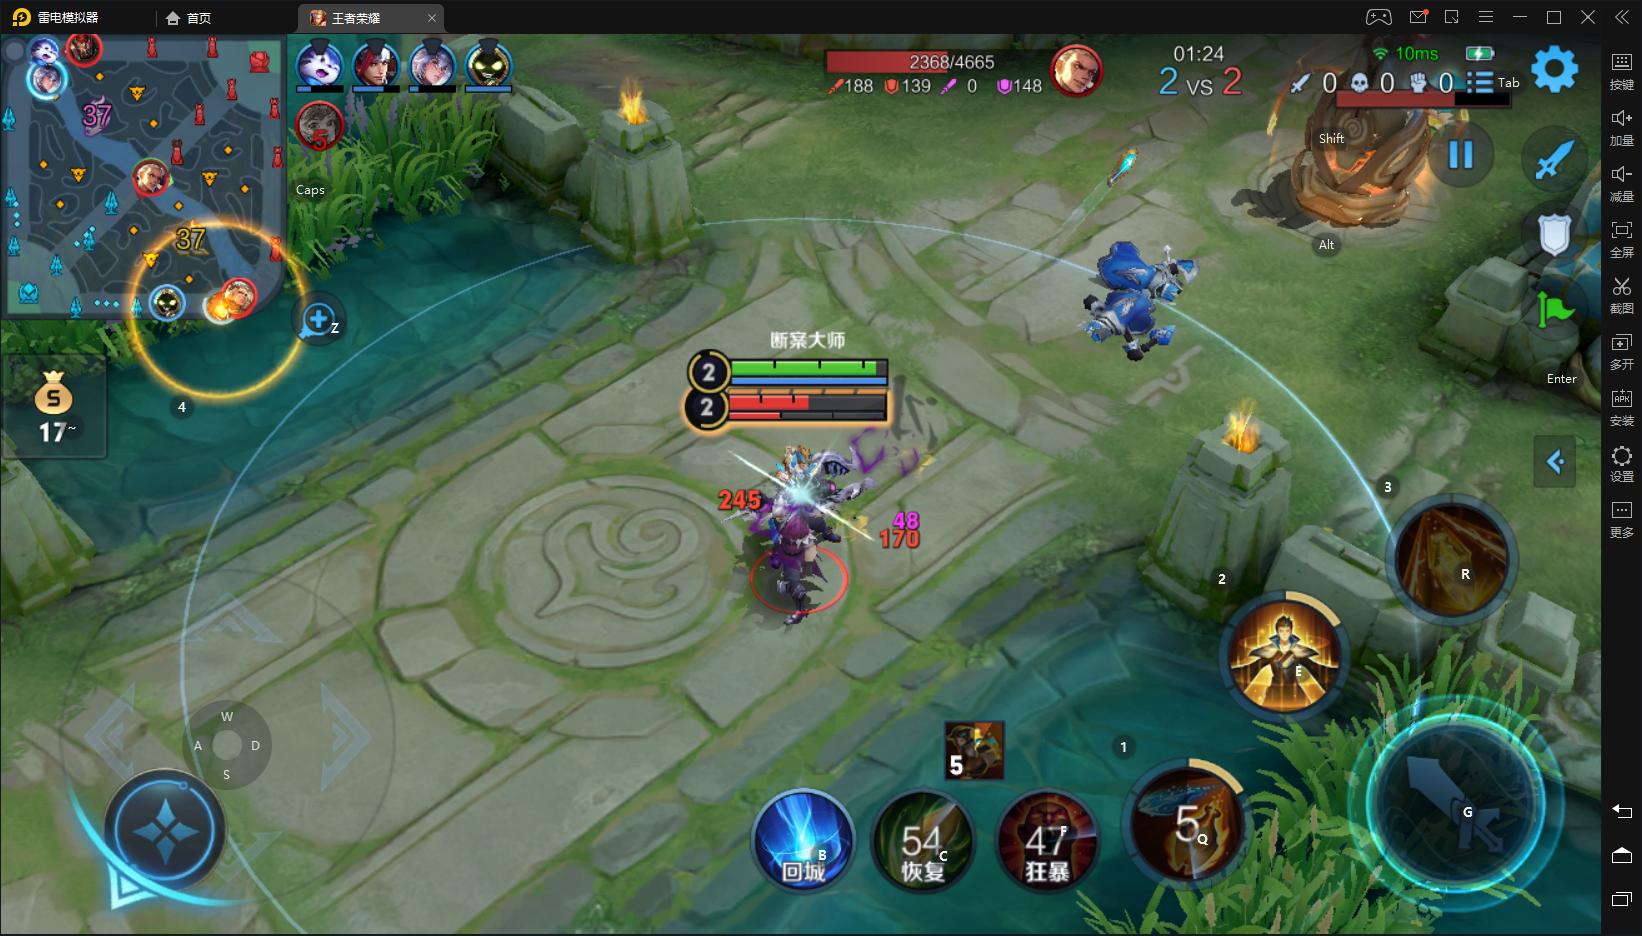 雷电模拟器
首页
王者荣耀
2368/4665
188 139 0 148
01:24
2 VS 2
10ms
0 0 0 Tab
37
37
5
Caps
Z
4
S
17
Shift
Alt
Enter
断案大师
2
2
245
48
170
3
R
2
E
1
5
Q
G
W
A
D
S
5
回城
B
54
C
恢复
47
F
狂暴
按键
加量
减量
全屏
截图
多开
APK
安装
设置
更多